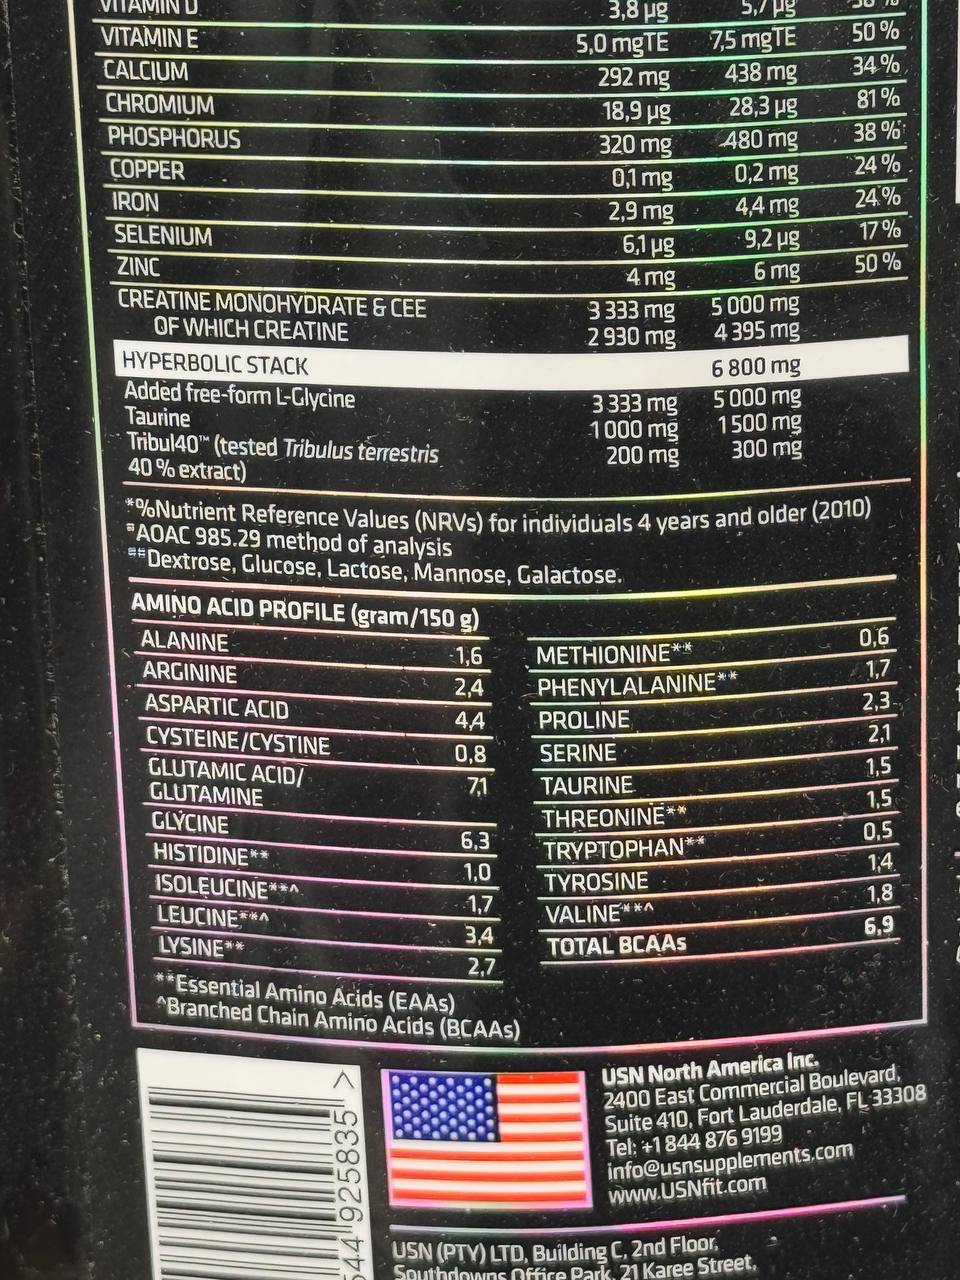 VITAMIN D 3,8 µg 5,7 µg 38 %
VITAMIN E 5,0 mgTE 7,5 mgTE 50 %
CALCIUM 292 mg 438 mg 34 %
CHROMIUM 18,9 µg 28,3 µg 81 %
PHOSPHORUS 320 mg 480 mg 38 %
COPPER 0,1 mg 0,2 mg 24 %
IRON 2,9 mg 4,4 mg 24 %
SELENIUM 6,1 µg 9,2 µg 17 %
ZINC 4 mg 6 mg 50 %
CREATINE MONOHYDRATE & CEE 3 333 mg 5 000 mg
OF WHICH CREATINE 2 930 mg 4 395 mg
HYPERBOLIC STACK 6 800 mg
Added free-form L-Glycine 3 333 mg 5 000 mg
Taurine 1 000 mg 1 500 mg
Tribul40™ (tested Tribulus terrestris 200 mg 300 mg
40 % extract)
*%Nutrient Reference Values (NRVs) for individuals 4 years and older (2010)
#AOAC 985.29 method of analysis
##Dextrose, Glucose, Lactose, Mannose, Galactose.
AMINO ACID PROFILE (gram/150 g)
ALANINE 1,6
ARGININE 2,4
ASPARTIC ACID 4,4
CYSTEINE/CYSTINE 0,8
GLUTAMIC ACID/ 7,1
GLUTAMINE
GLYCINE 6,3
HISTIDINE** 1,0
ISOLEUCINE**^ 1,7
LEUCINE**^ 3,4
LYSINE** 2,7
METHIONINE** 0,6
PHENYLALANINE** 1,7
PROLINE 2,3
SERINE 2,1
TAURINE 1,5
THREONINE** 1,5
TRYPTOPHAN** 0,5
TYROSINE 1,4
VALINE**^ 1,8
TOTAL BCAAs 6,9
**Essential Amino Acids (EAAs)
^Branched Chain Amino Acids (BCAAs)
544 925835 >
USN North America Inc.
2400 East Commercial Boulevard,
Suite 410, Fort Lauderdale, FL 33308
Tel: +1 844 876 9199
info@usnsupplements.com
www.USNfit.com
USN (PTY) LTD, Building C, 2nd Floor,
Southdowns Office Park, 21 Karee Street,